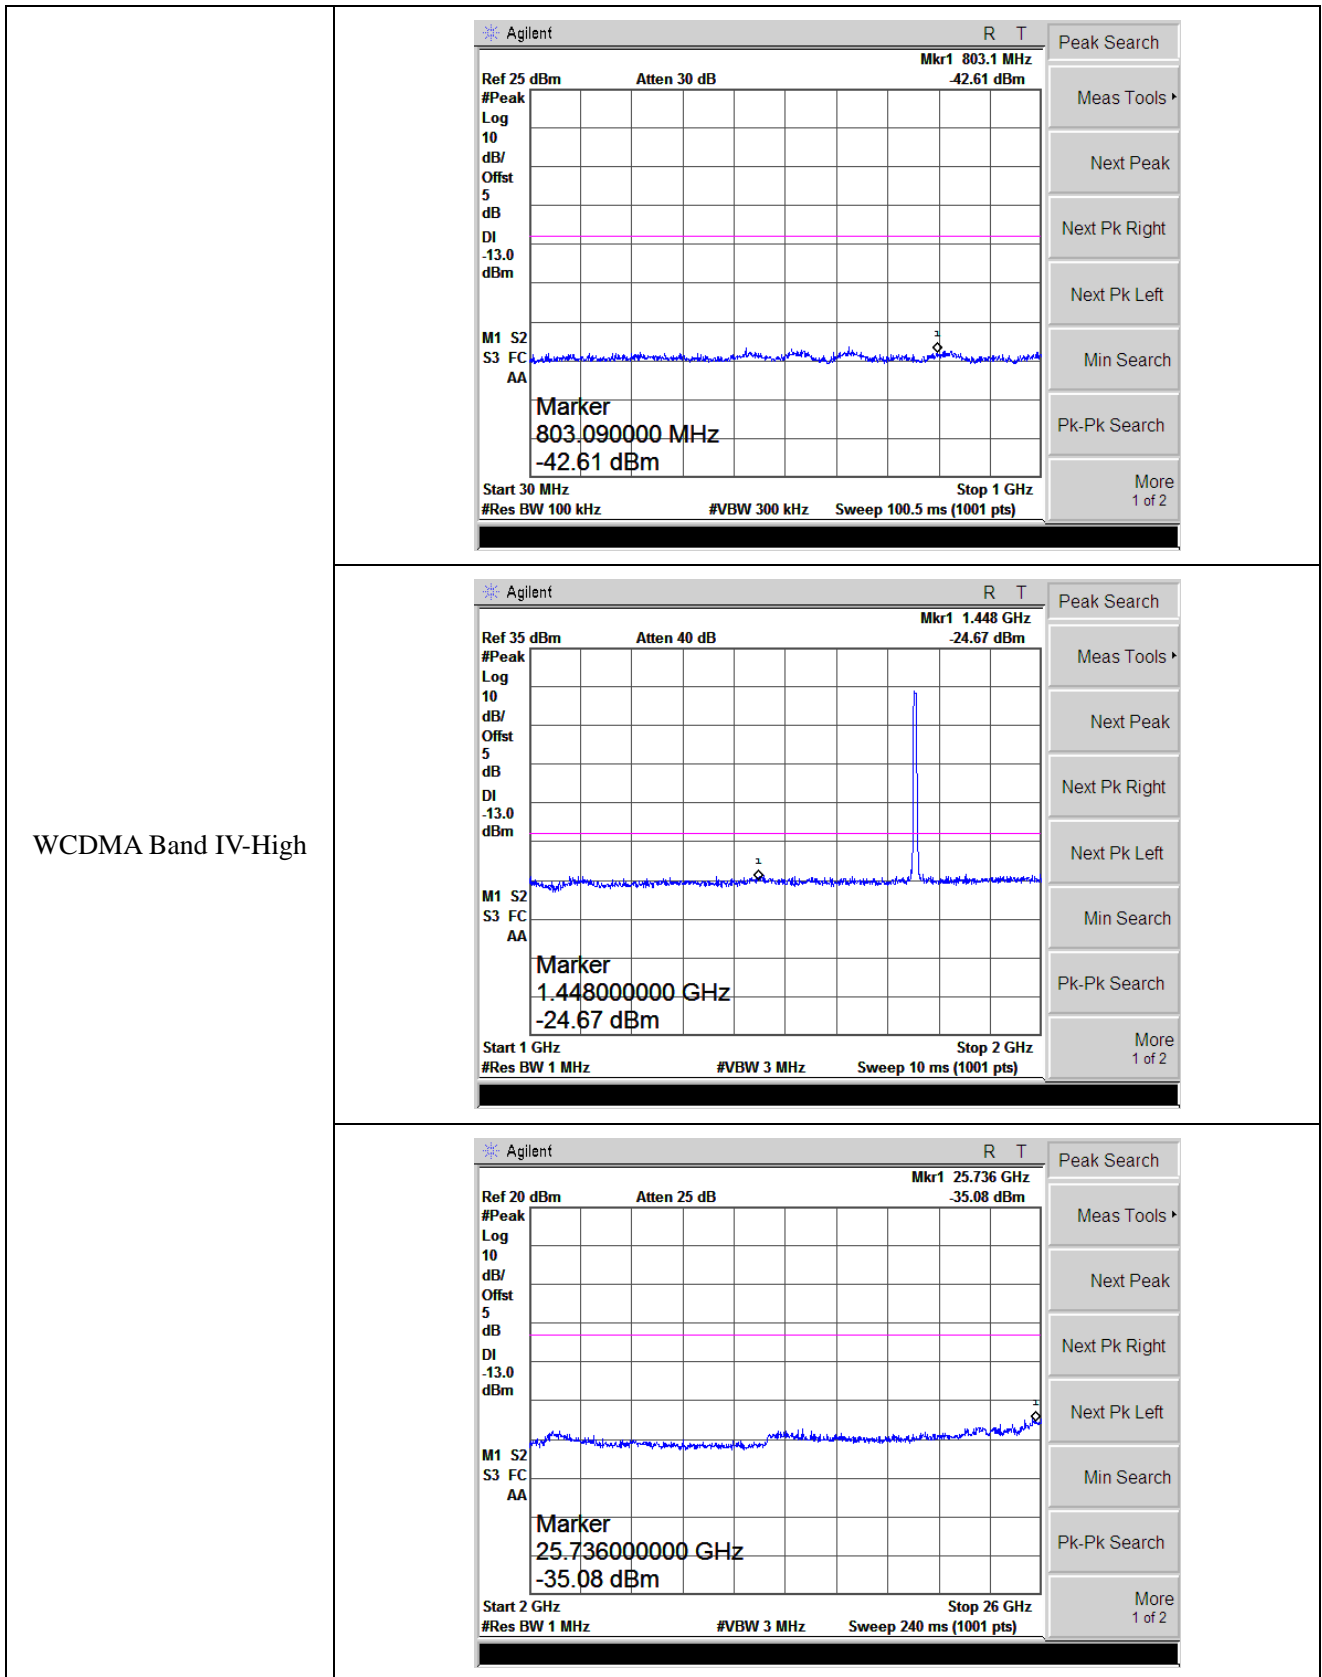 WCDMA Band IV-High
Agilent R T
Peak Search
Mkr1 803.1 MHz
Ref 25 dBm Atten 30 dB -42.61 dBm
#Peak
Log
10
dB/
Offst
5
dB
DI
-13.0
dBm
M1 S2
S3 FC
AA
1
Marker
803.090000 MHz
-42.61 dBm
Start 30 MHz Stop 1 GHz
#Res BW 100 kHz #VBW 300 kHz Sweep 100.5 ms (1001 pts)
Meas Tools
Next Peak
Next Pk Right
Next Pk Left
Min Search
Pk-Pk Search
More
1 of 2
Agilent R T
Peak Search
Mkr1 1.448 GHz
Ref 35 dBm Atten 40 dB -24.67 dBm
#Peak
Log
10
dB/
Offst
5
dB
DI
-13.0
dBm
M1 S2
S3 FC
AA
1
Marker
1.448000000 GHz
-24.67 dBm
Start 1 GHz Stop 2 GHz
#Res BW 1 MHz #VBW 3 MHz Sweep 10 ms (1001 pts)
Meas Tools
Next Peak
Next Pk Right
Next Pk Left
Min Search
Pk-Pk Search
More
1 of 2
Agilent R T
Peak Search
Mkr1 25.736 GHz
Ref 20 dBm Atten 25 dB -35.08 dBm
#Peak
Log
10
dB/
Offst
5
dB
DI
-13.0
dBm
M1 S2
S3 FC
AA
1
Marker
25.736000000 GHz
-35.08 dBm
Start 2 GHz Stop 26 GHz
#Res BW 1 MHz #VBW 3 MHz Sweep 240 ms (1001 pts)
Meas Tools
Next Peak
Next Pk Right
Next Pk Left
Min Search
Pk-Pk Search
More
1 of 2